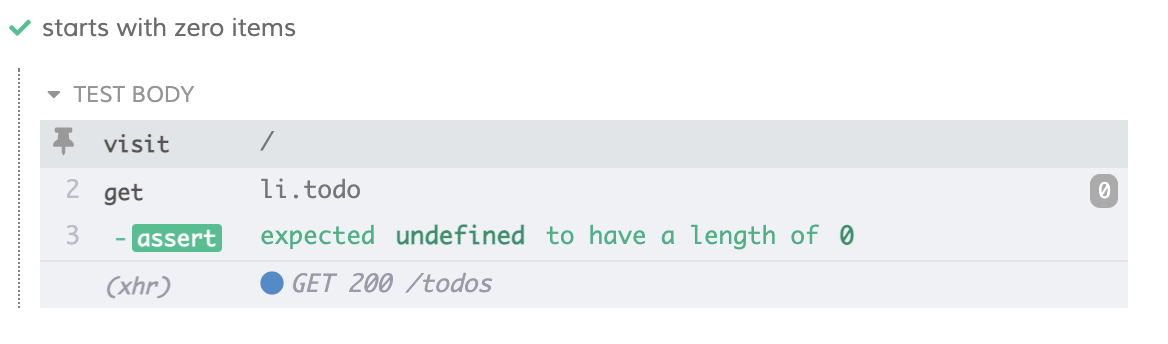 starts with zero items
TEST BODY
visit /
2 get li.todo 0
3 -assert expected undefined to have a length of 0
(xhr) GET 200 /todos